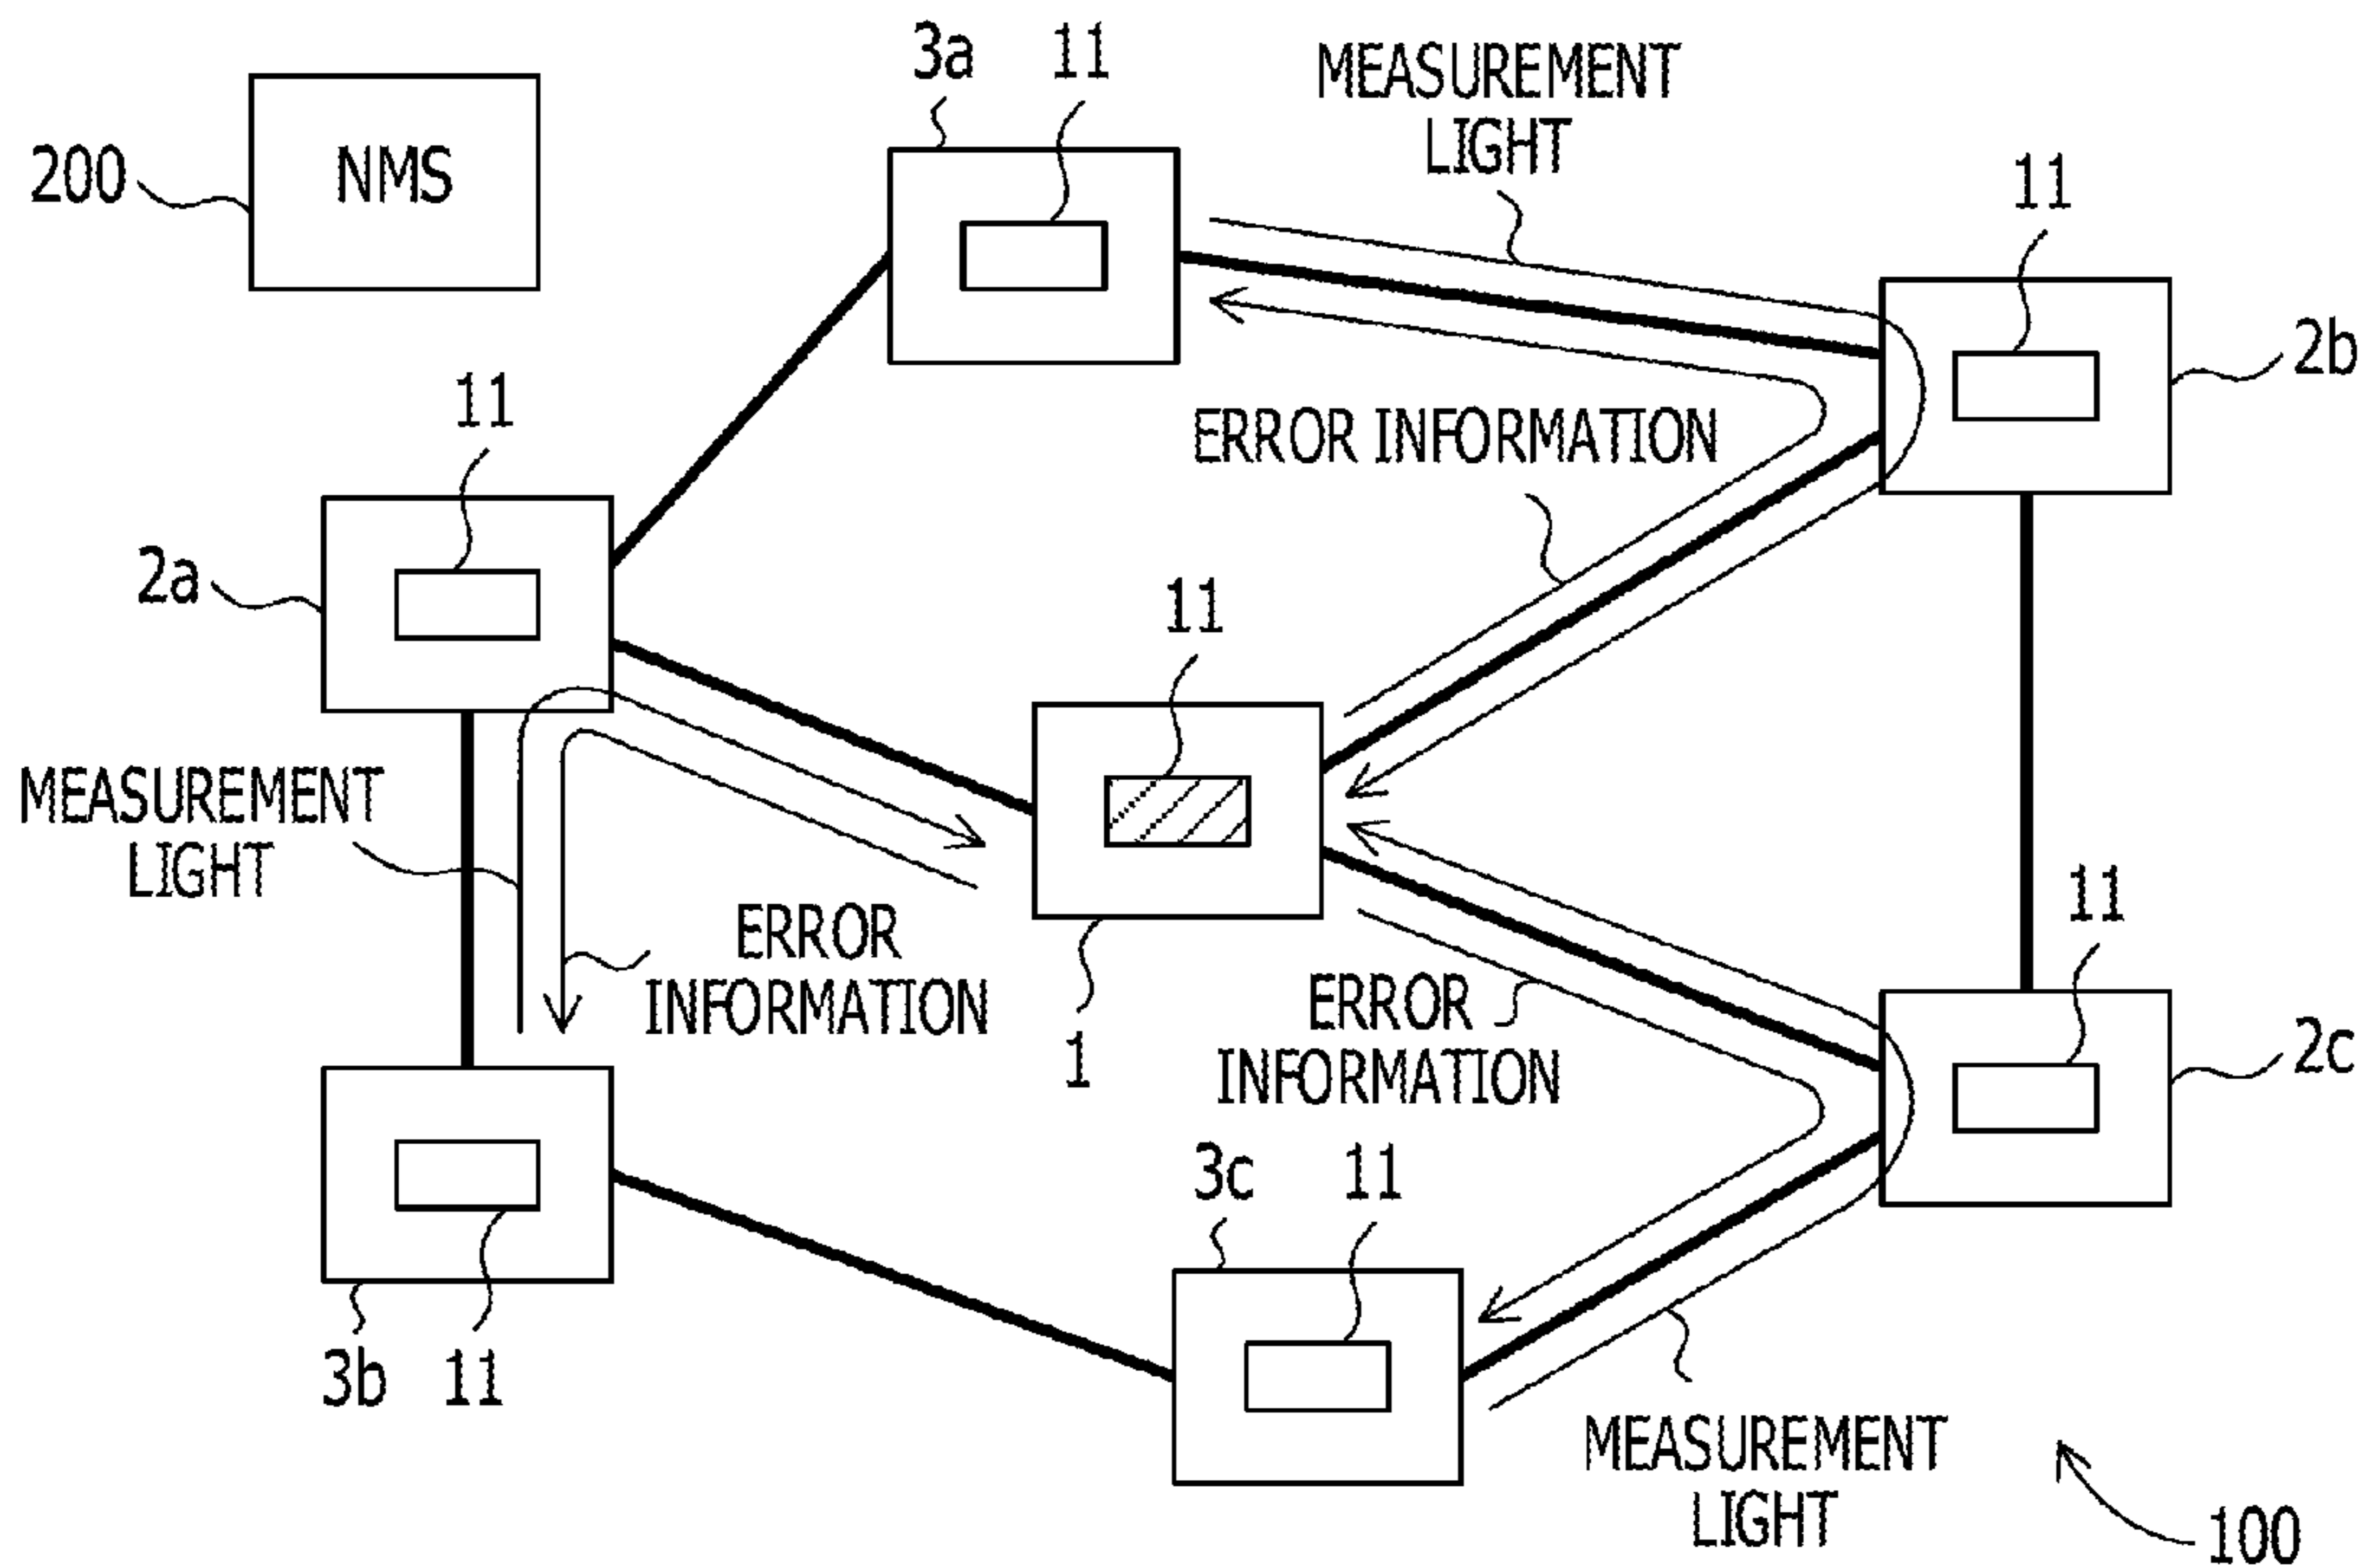 3a
11
MEASUREMENT
LIGHT
200
NMS
11
2b
11
ERROR INFORMATION
2a
11
MEASUREMENT
LIGHT
ERROR
INFORMATION
1
ERROR
INFORMATION
11
2c
3b
11
3c
11
MEASUREMENT
LIGHT
100